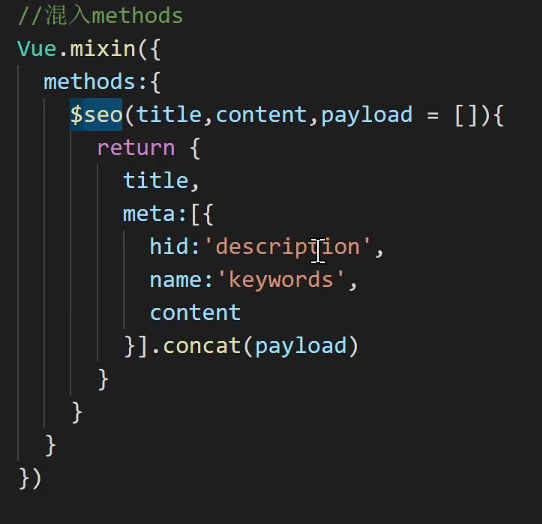 //混入methods
Vue.mixin({
  methods:{
    $seo(title,content,payload = []){
      return {
        title,
        meta:[{
          hid:'description',
          name:'keywords',
          content
        }].concat(payload)
      }
    }
  }
})